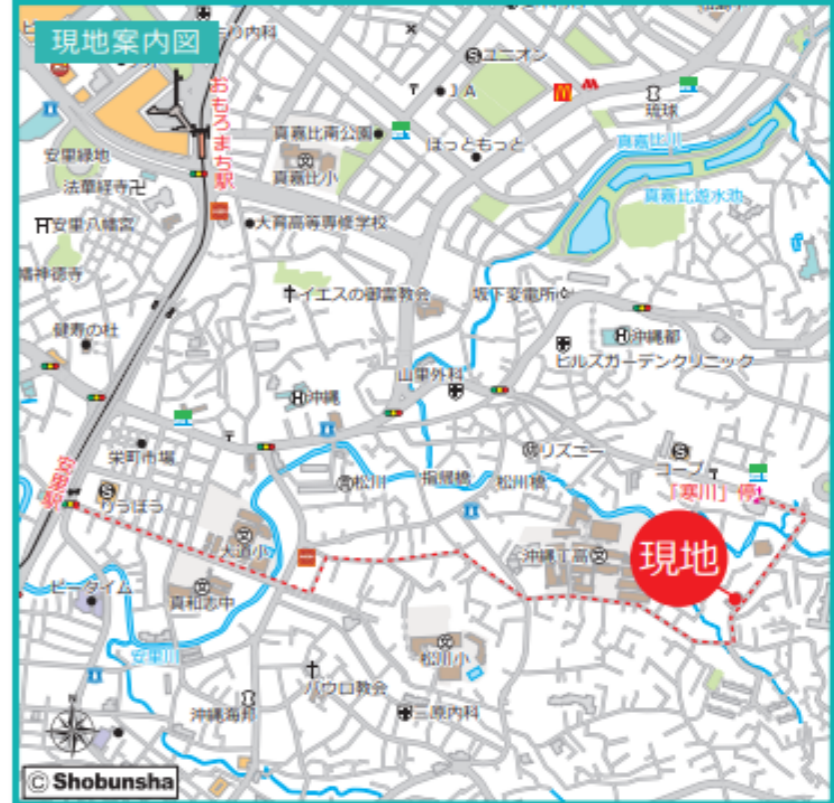 現地案内図
内科
ユニオン
JA
おもろまち駅
琉球
真嘉比南公園
ほっともっと
真嘉比川
安里緑地
真嘉比小
法華経寺
真嘉比遊水池
安里八幡宮
大育高等専修学校
神徳寺
イエスの御霊教会
坂下変電所
健寿の杜
沖縄都
ヒルズガーデンクリニック
山里外科
沖縄
栄町市場
リズニー
安里駅
コープ
松川
指帰橋
松川橋
りうぼう
「寒川」停
大道小
沖縄工高
現地
ビータイム
真和志中
安里川
松川小
パウロ教会
沖縄海邦
三原内科
N
© Shobunsha